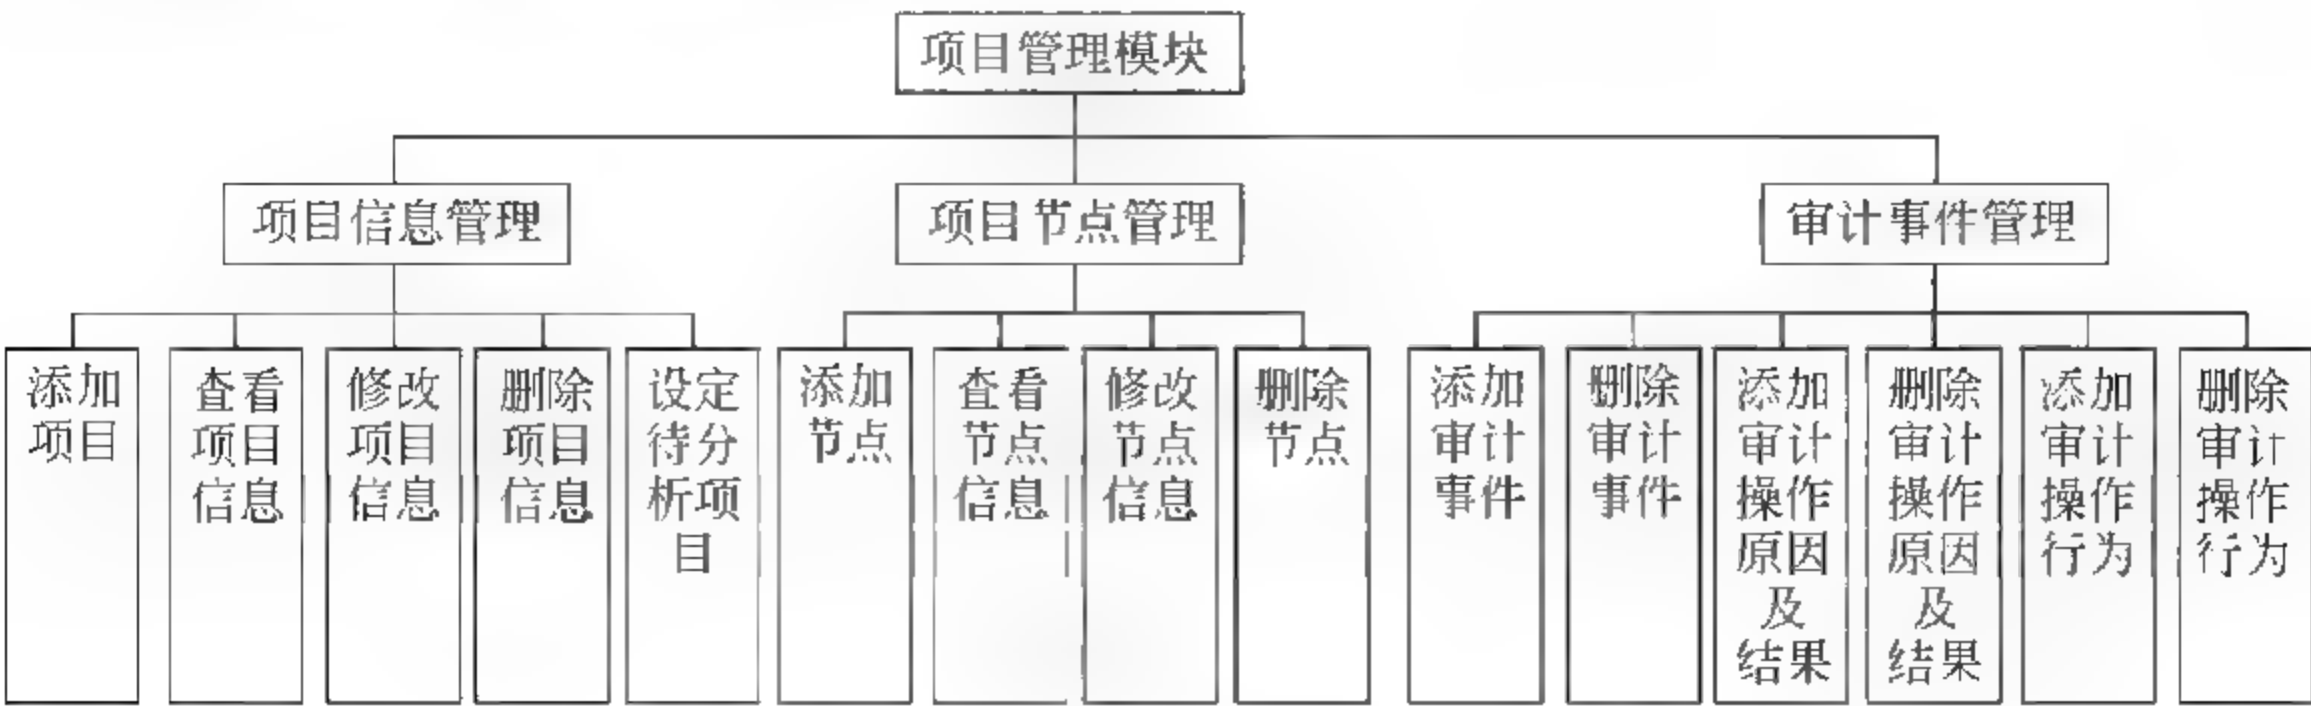 项目管理模块
项目信息管理
项目节点管理
审计事件管理
添加
项目
查看
项目
信息
修改
项目
信息
删除
项目
信息
设定
待分
析项
目
添加
节点
查看
节点
信息
修改
节点
信息
删除
节点
添加
审计
事件
删除
审计
事件
添加
审计
操作
原因
及
结果
删除
审计
操作
原因
及
结果
添加
审计
操作
行为
删除
审计
操作
行为